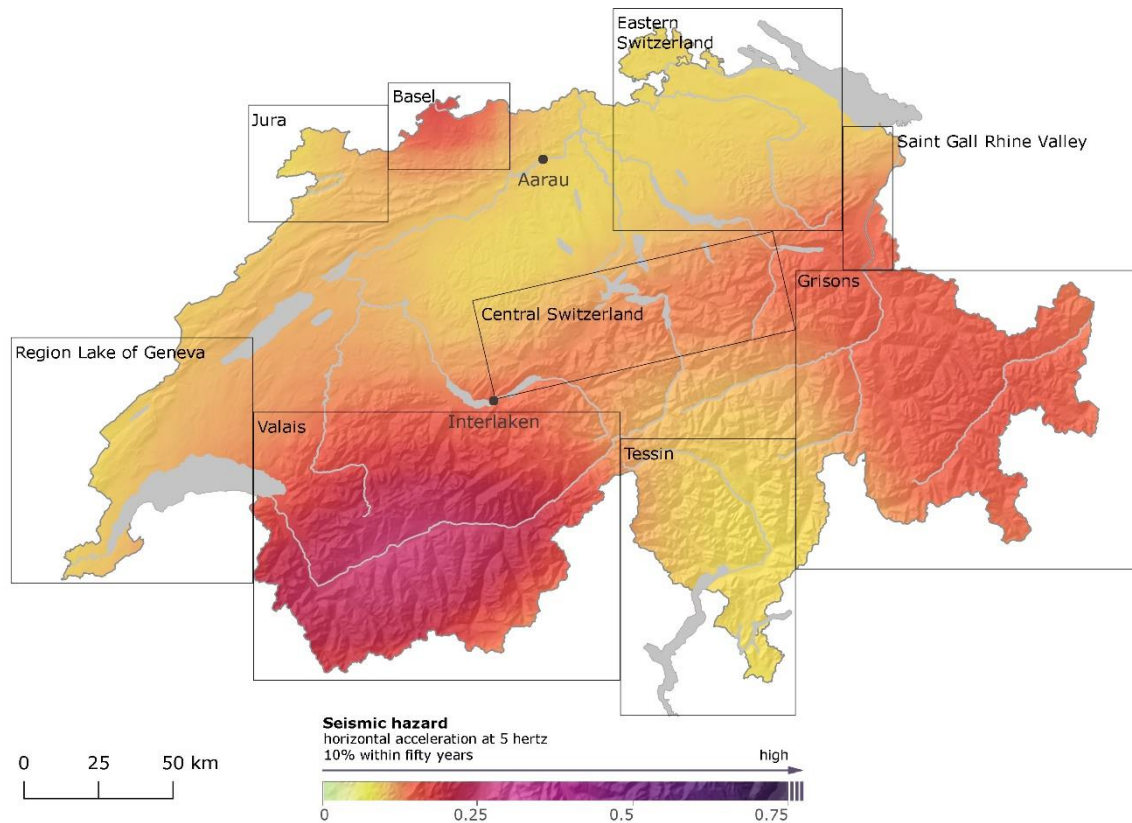 Eastern
Switzerland
Basel
Jura
Saint Gall Rhine Valley
Aarau
Grisons
Central Switzerland
Region Lake of Geneva
Interlaken
Valais
Tessin
Seismic hazard
horizontal acceleration at 5 hertz
10% within fifty years
high
0 25 50 km
0 0.25 0.5 0.75